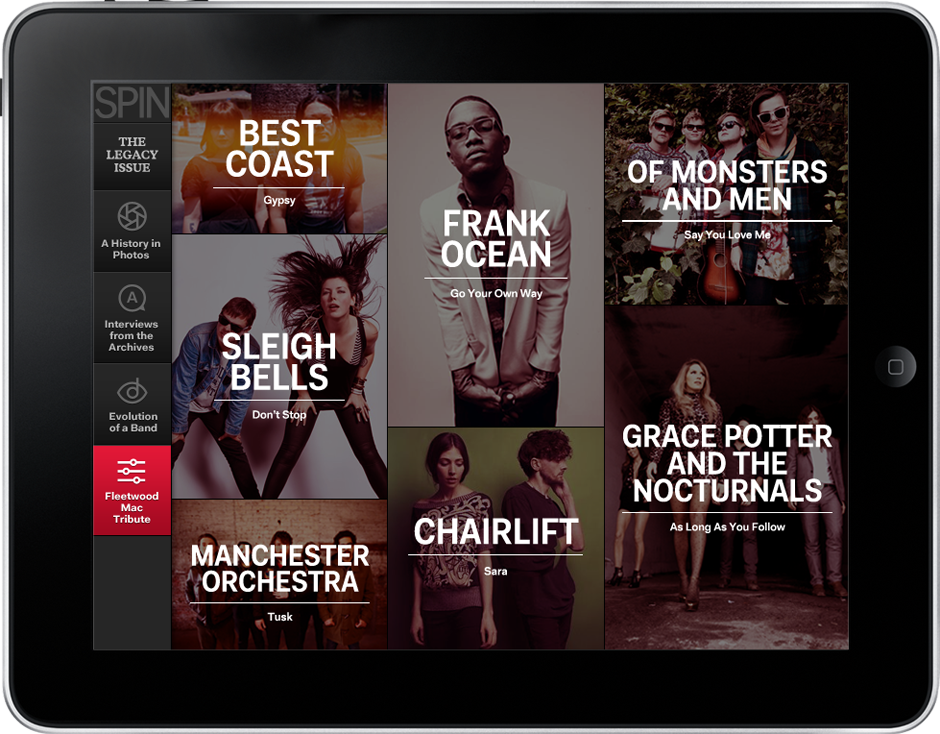 SPIN
THE
LEGACY
ISSUE
A History in
Photos
A
Interviews
from the
Archives
Evolution
of a Band
Fleetwood
Mac
Tribute
BEST
COAST
Gypsy
SLEIGH
BELLS
Don't Stop
MANCHESTER
ORCHESTRA
Tusk
FRANK
OCEAN
Go Your Own Way
CHAIRLIFT
Sara
OF MONSTERS
AND MEN
Say You Love Me
GRACE POTTER
AND THE
NOCTURNALS
As Long As You Follow